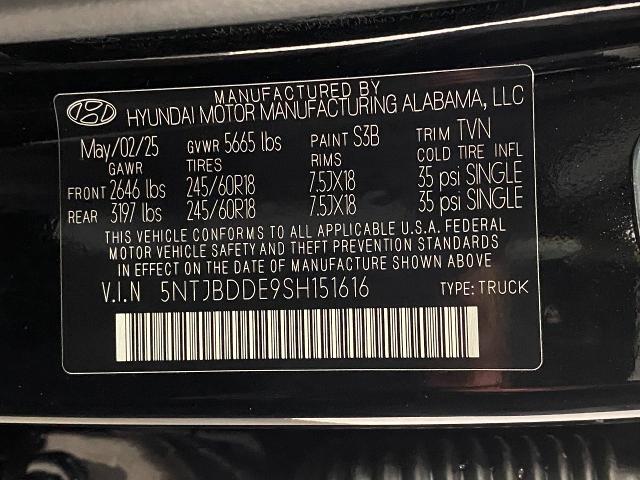 MANUFACTURED BY
HYUNDAI MOTOR MANUFACTURING ALABAMA, LLC
May/02/25 GVWR 5665 lbs PAINT S3B TRIM TVN
GAWR TIRES RIMS COLD TIRE INFL
FRONT 2646 lbs 245/60R18 7.5JX18 35 psi SINGLE
REAR 3197 lbs 245/60R18 7.5JX18 35 psi SINGLE
THIS VEHICLE CONFORMS TO ALL APPLICABLE U.S.A. FEDERAL
MOTOR VEHICLE SAFETY AND THEFT PREVENTION STANDARDS
IN EFFECT ON THE DATE OF MANUFACTURE SHOWN ABOVE
V.I.N 5NTJBDDE9SH151616 TYPE: TRUCK